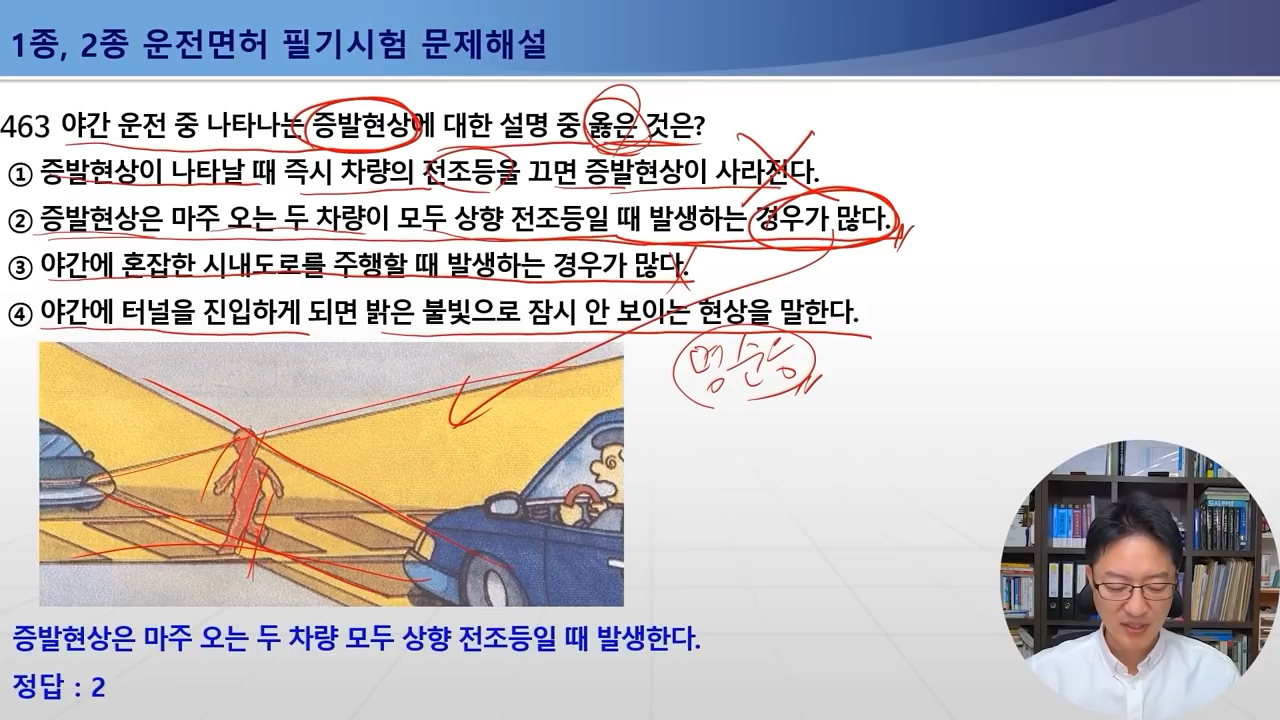 1종, 2종 운전면허 필기시험 문제해설
463 야간 운전 중 나타나는 증발현상에 대한 설명 중 옳은 것은?
① 증발현상이 나타날 때 즉시 차량의 전조등을 끄면 증발현상이 사라진다.
② 증발현상은 마주 오는 두 차량이 모두 상향 전조등일 때 발생하는 경우가 많다.
③ 야간에 혼잡한 시내도로를 주행할 때 발생하는 경우가 많다.
④ 야간에 터널을 진입하게 되면 밝은 불빛으로 잠시 안 보이는 현상을 말한다.
명순응
증발현상은 마주 오는 두 차량 모두 상향 전조등일 때 발생한다.
정답 : 2